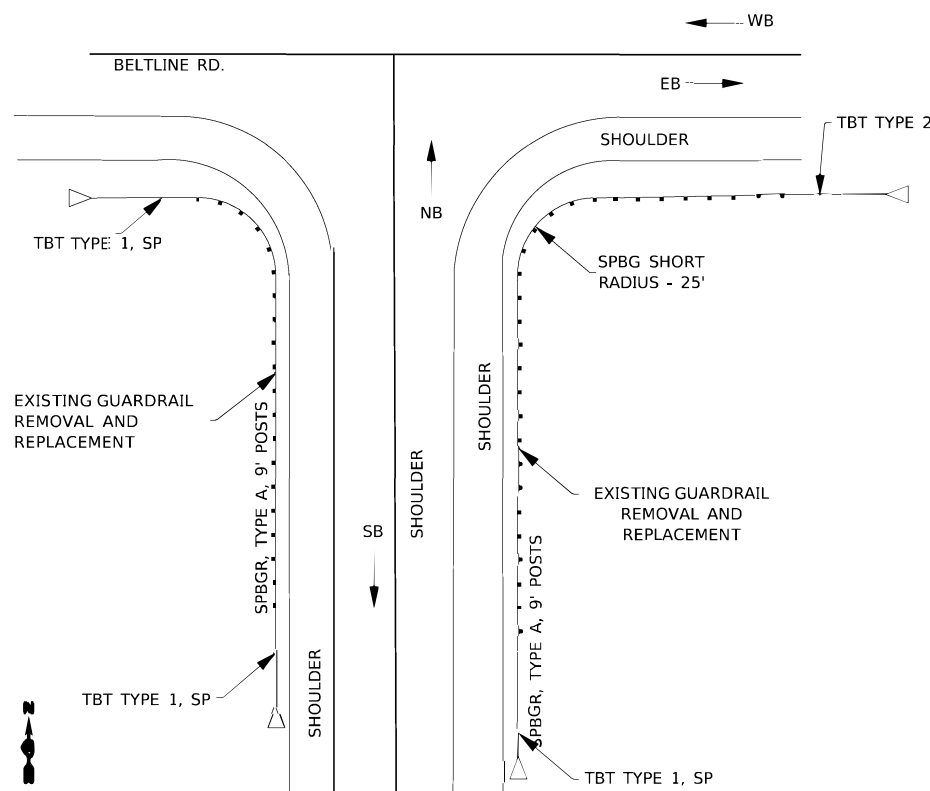 WB
BELTLINE RD.
EB
TBT TYPE 2
SHOULDER
NB
TBT TYPE 1, SP
SPBG SHORT
RADIUS - 25'
EXISTING GUARDRAIL
REMOVAL AND
REPLACEMENT
SPBGR, TYPE A, 9' POSTS
SHOULDER
SHOULDER
EXISTING GUARDRAIL
REMOVAL AND
REPLACEMENT
SB
SPBGR, TYPE A, 9' POSTS
SHOULDER
TBT TYPE 1, SP
N
TBT TYPE 1, SP